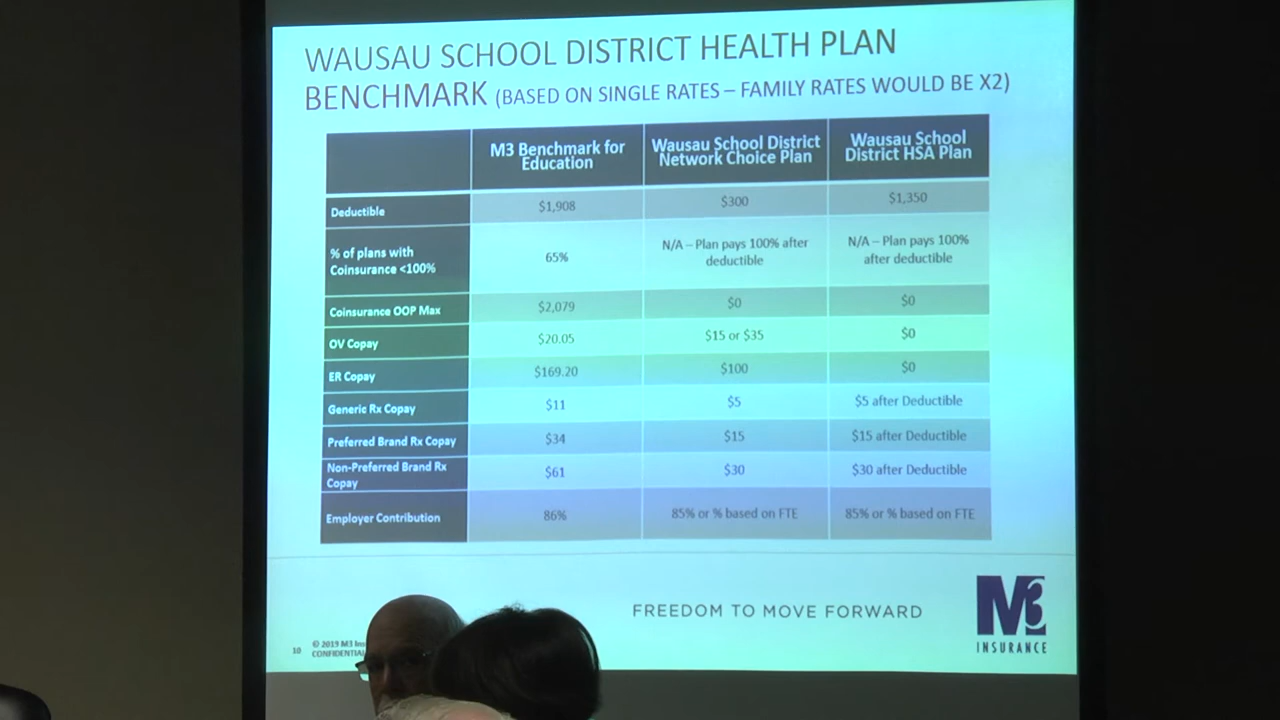 WAUSAU SCHOOL DISTRICT HEALTH PLAN
BENCHMARK (BASED ON SINGLE RATES – FAMILY RATES WOULD BE X2)
M3 Benchmark for
Education
Wausau School District
Network Choice Plan
Wausau School
District HSA Plan
Deductible
$1,908
$300
$1,350
% of plans with
Coinsurance <100%
65%
N/A – Plan pays 100% after
deductible
N/A – Plan pays 100%
after deductible
Coinsurance OOP Max
$2,079
$0
$0
OV Copay
$20.05
$15 or $35
$0
ER Copay
$169.20
$100
$0
Generic Rx Copay
$11
$5
$5 after Deductible
Preferred Brand Rx Copay
$34
$15
$15 after Deductible
Non-Preferred Brand Rx
Copay
$61
$30
$30 after Deductible
Employer Contribution
86%
85% or % based on FTE
85% or % based on FTE
FREEDOM TO MOVE FORWARD
M3
INSURANCE
10
© 2019 M3 Ins
CONFIDENTIAL